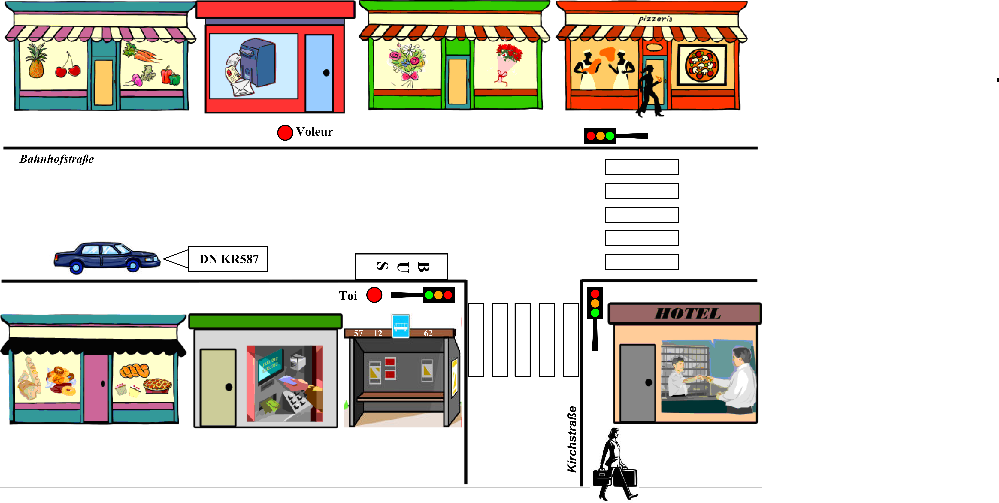 pizzeria
Voleur
Bahnhofstraße
DN KR587
BUS
Toi
57 12 62
HOTEL
Kirchstraße